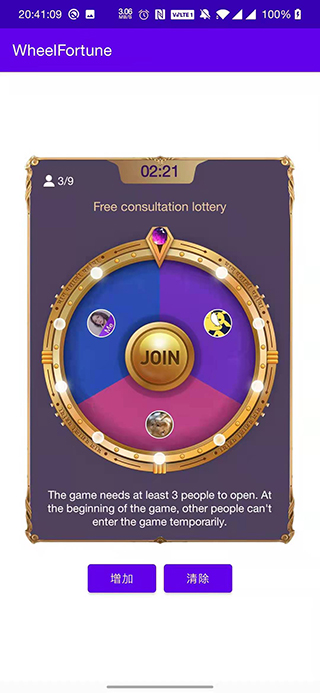 20:41:09 3.06 KB/S VoLTE 1 100%
WheelFortune
02:21
3/9
Free consultation lottery
Me
JOIN
The game needs at least 3 people to open. At
the beginning of the game, other people can't
enter the game temporarily.
增加 清除